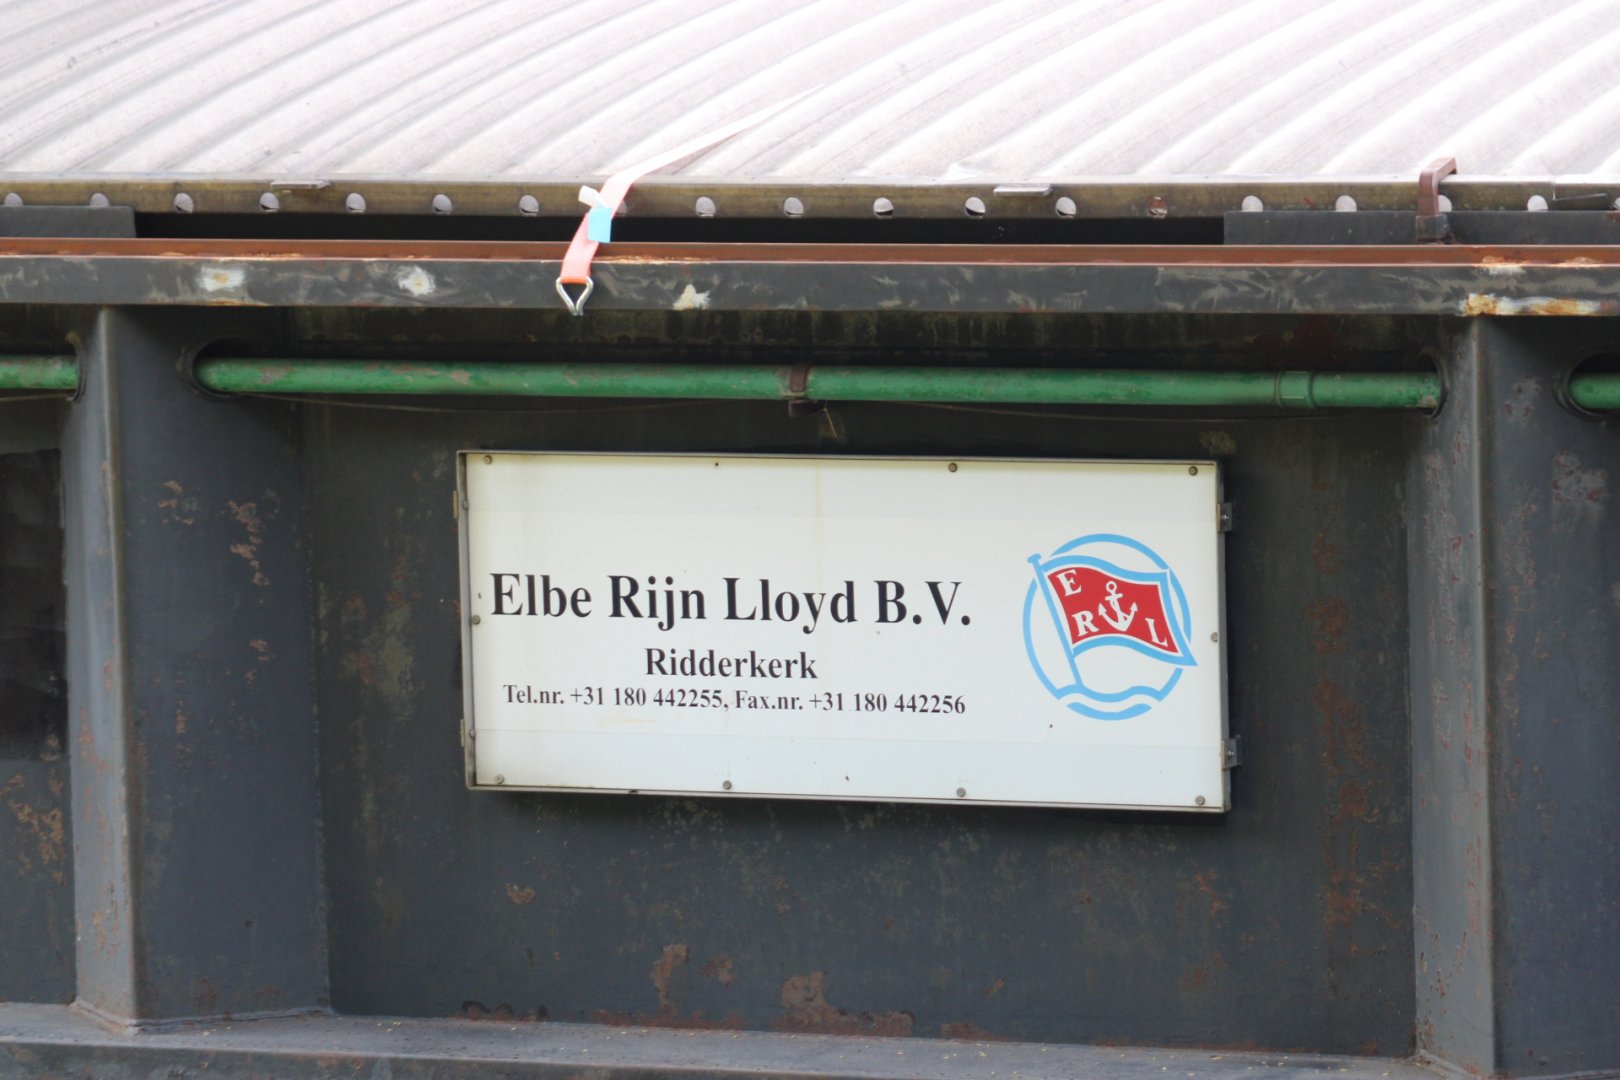 Elbe Rijn Lloyd B.V.
Ridderkerk
Tel.nr. +31 180 442255, Fax.nr. +31 180 442256
E
R L